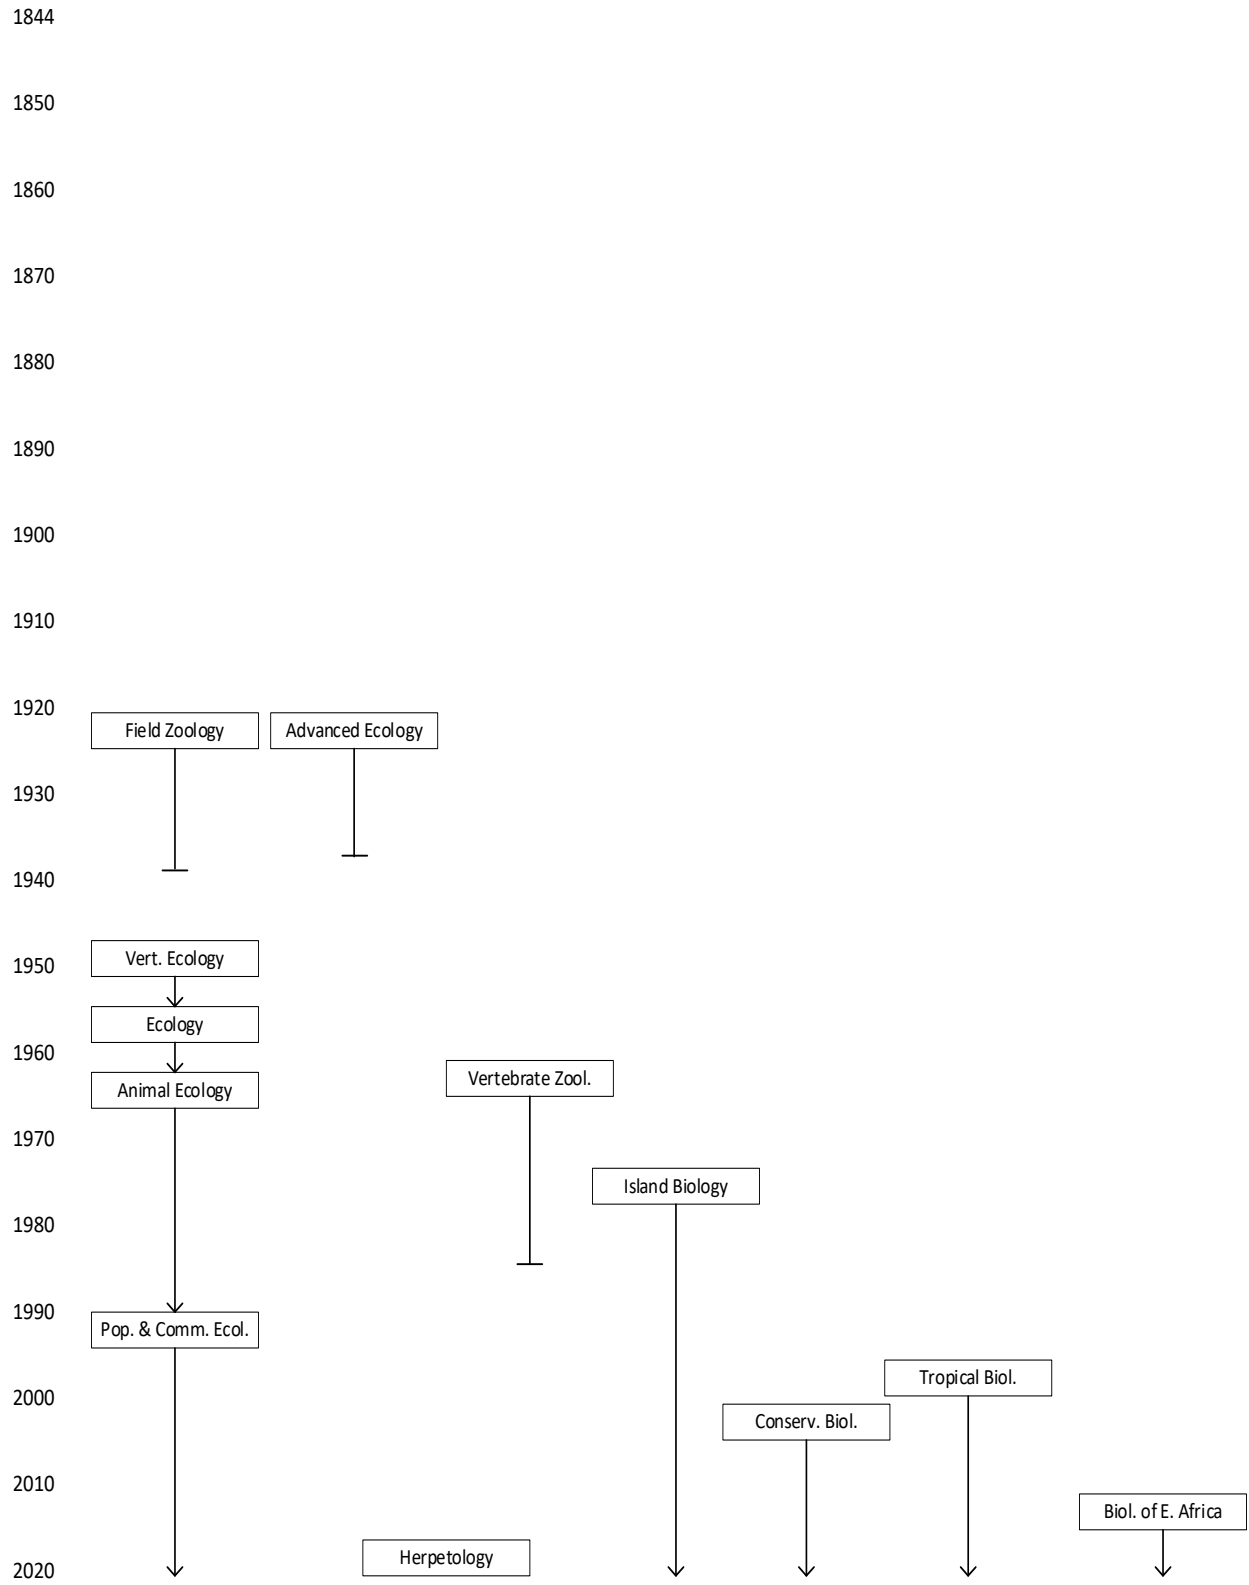 1844
1850
1860
1870
1880
1890
1900
1910
1920
Field Zoology
Advanced Ecology
1930
1940
Vert. Ecology
1950
Ecology
1960
Vertebrate Zool.
Animal Ecology
1970
Island Biology
1980
1990
Pop. & Comm. Ecol.
Tropical Biol.
2000
Conserv. Biol.
2010
Biol. of E. Africa
Herpetology
2020